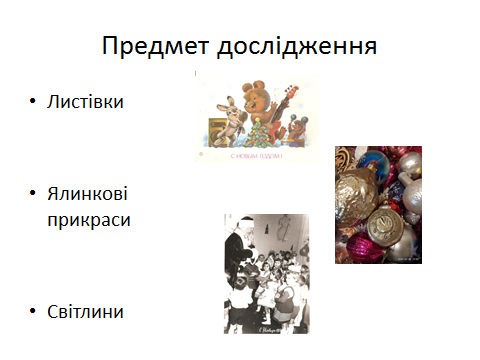 Предмет дослідження
• Листівки
С НОВЫМ ГОДОМ!
• Ялинкові
прикраси
• Світлини